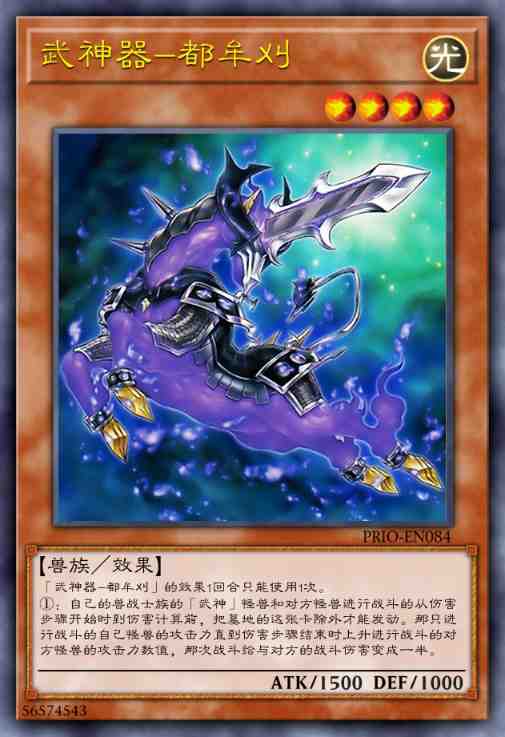 武神器-都牟刈
光
PRIO-EN084
【兽族／效果】
「武神器-都牟刈」的效果1回合只能使用1次。
①：自己的兽战士族的「武神」怪兽和对方怪兽进行战斗的从伤害
步骤开始时到伤害计算前，把墓地的这张卡除外才能发动。那只进
行战斗的自己怪兽的攻击力直到伤害步骤结束时上升进行战斗的对
方怪兽的攻击力数值，那次战斗给与对方的战斗伤害变成一半。
ATK/1500 DEF/1000
56574543